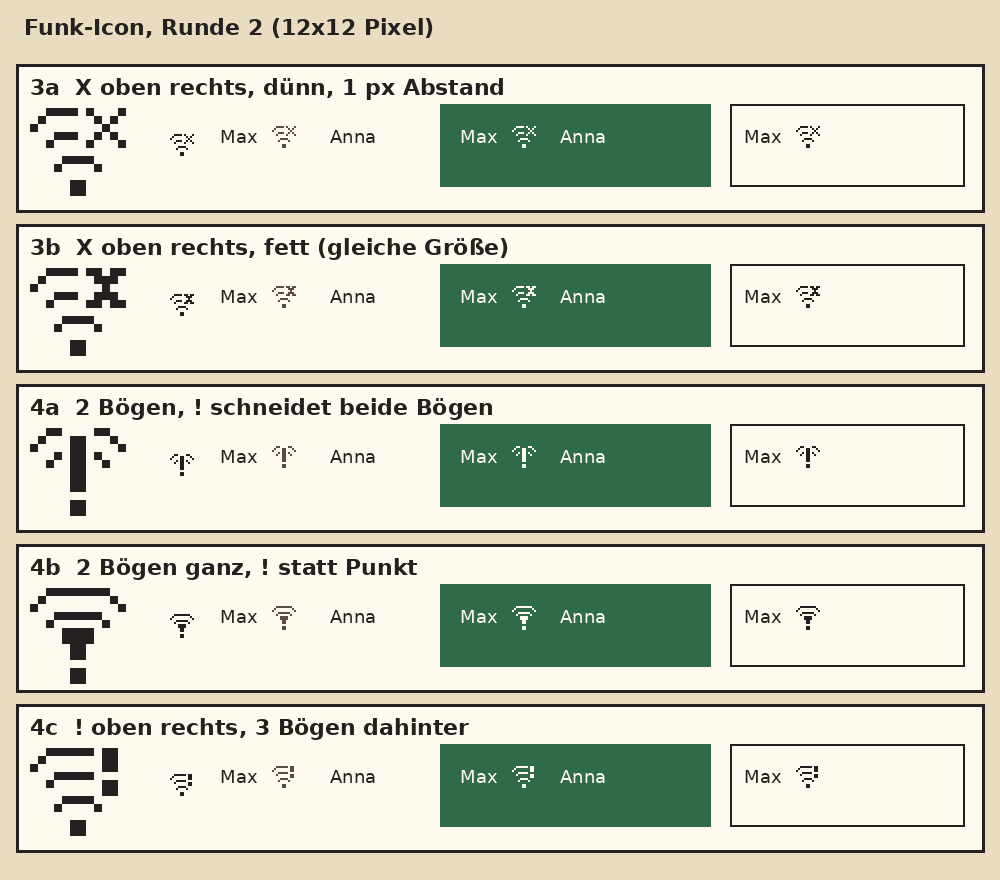 Funk-Icon, Runde 2 (12x12 Pixel)
3a X oben rechts, dünn, 1 px Abstand
Max Anna Max Anna Max
3b X oben rechts, fett (gleiche Größe)
Max Anna Max Anna Max
4a 2 Bögen, ! schneidet beide Bögen
Max Anna Max Anna Max
4b 2 Bögen ganz, ! statt Punkt
Max Anna Max Anna Max
4c ! oben rechts, 3 Bögen dahinter
Max Anna Max Anna Max